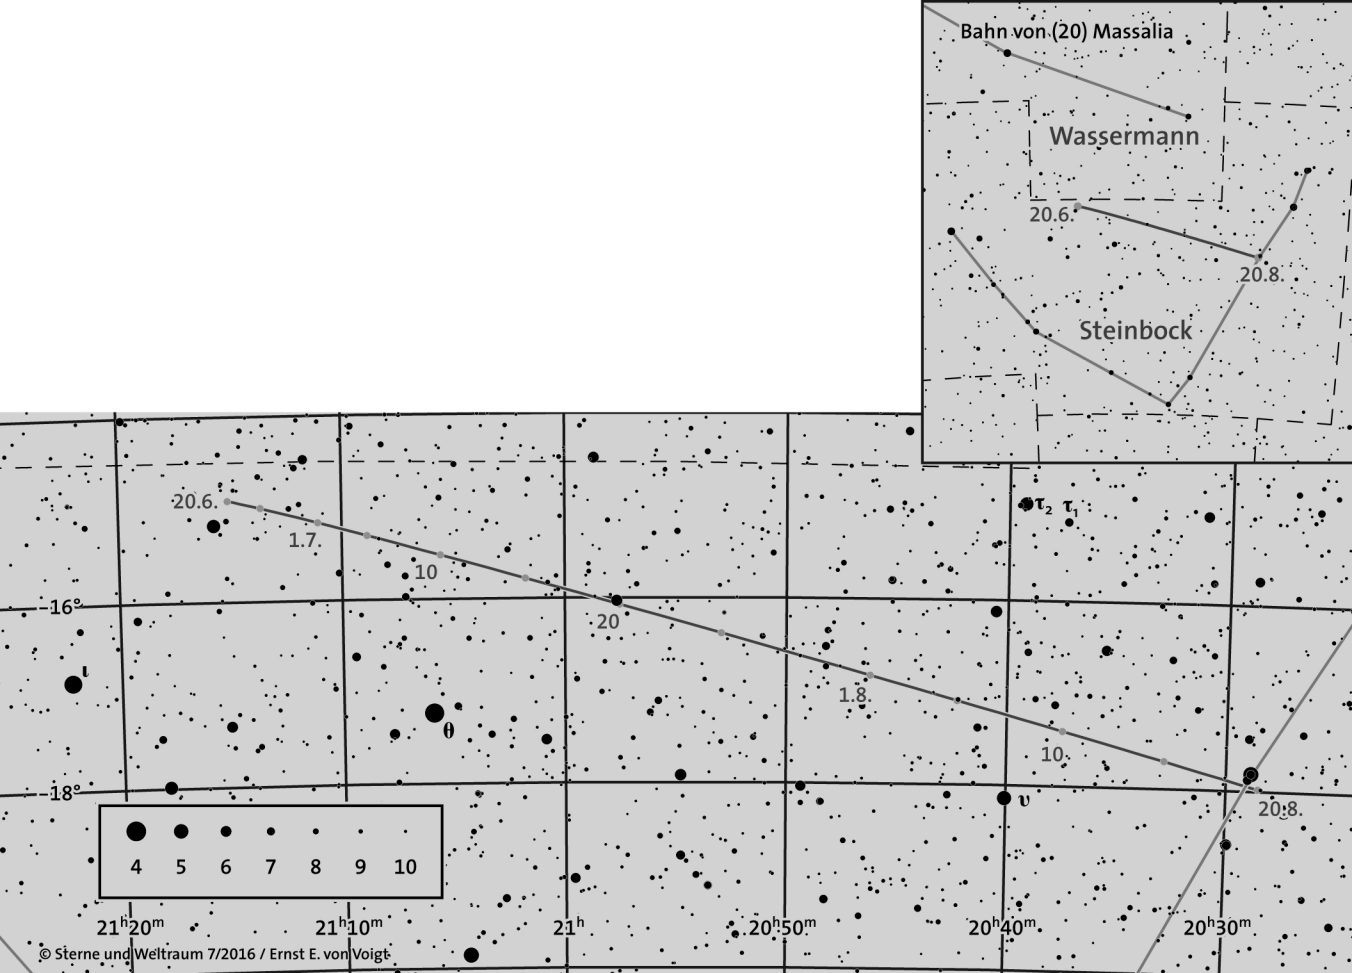 Bahn von (20) Massalia
Wassermann
20.6.
20.8.
Steinbock
20.6.
τ2 τ1
1.7.
10
-16°
20
ι
1.8.
θ
10
-18°
υ
20.8.
4 5 6 7 8 9 10
21h20m 21h10m 21h 20h50m 20h40m 20h30m
© Sterne und Weltraum 7/2016 / Ernst E. von Voigt